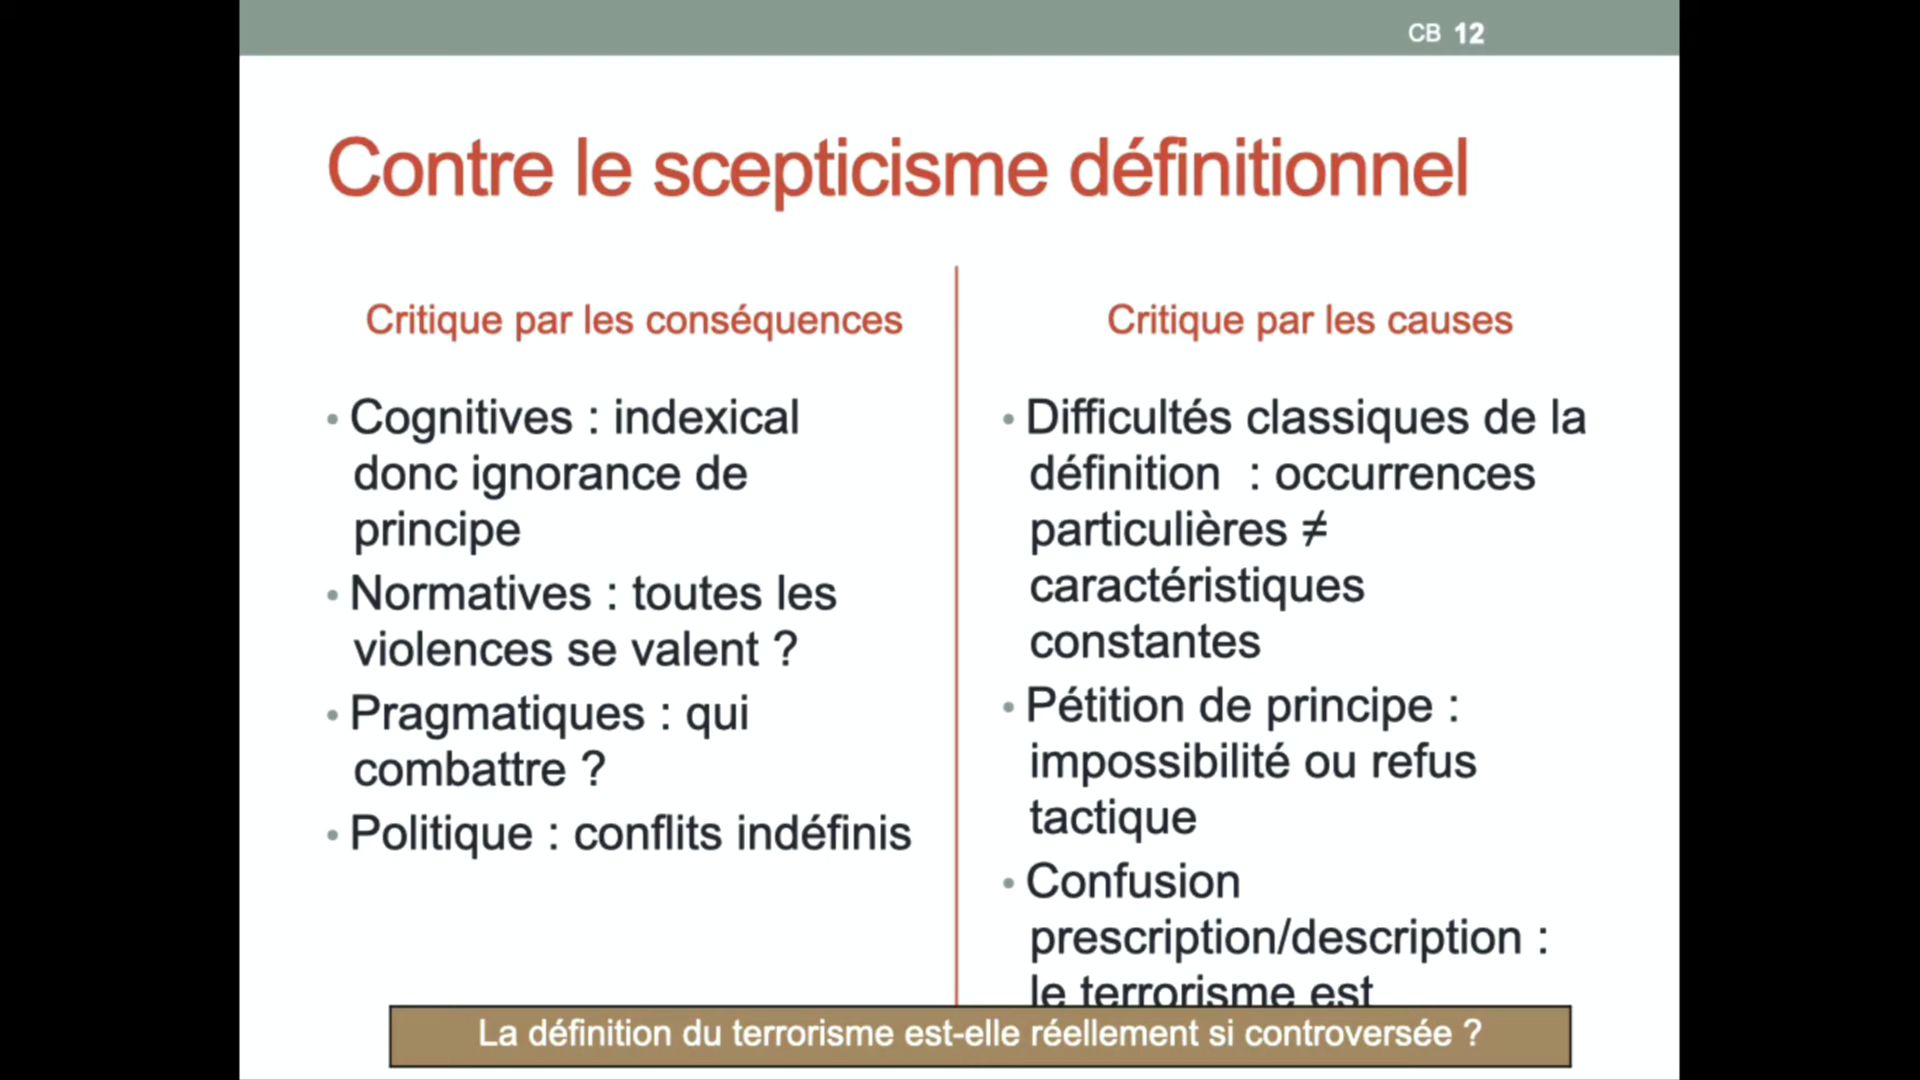 CB 12
Contre le scepticisme définitionnel
Critique par les conséquences
• Cognitives : indexical
donc ignorance de
principe
• Normatives : toutes les
violences se valent ?
• Pragmatiques : qui
combattre ?
• Politique : conflits indéfinis
Critique par les causes
• Difficultés classiques de la
définition : occurrences
particulières ≠
caractéristiques
constantes
• Pétition de principe :
impossibilité ou refus
tactique
• Confusion
prescription/description :
le terrorisme est
La définition du terrorisme est-elle réellement si controversée ?